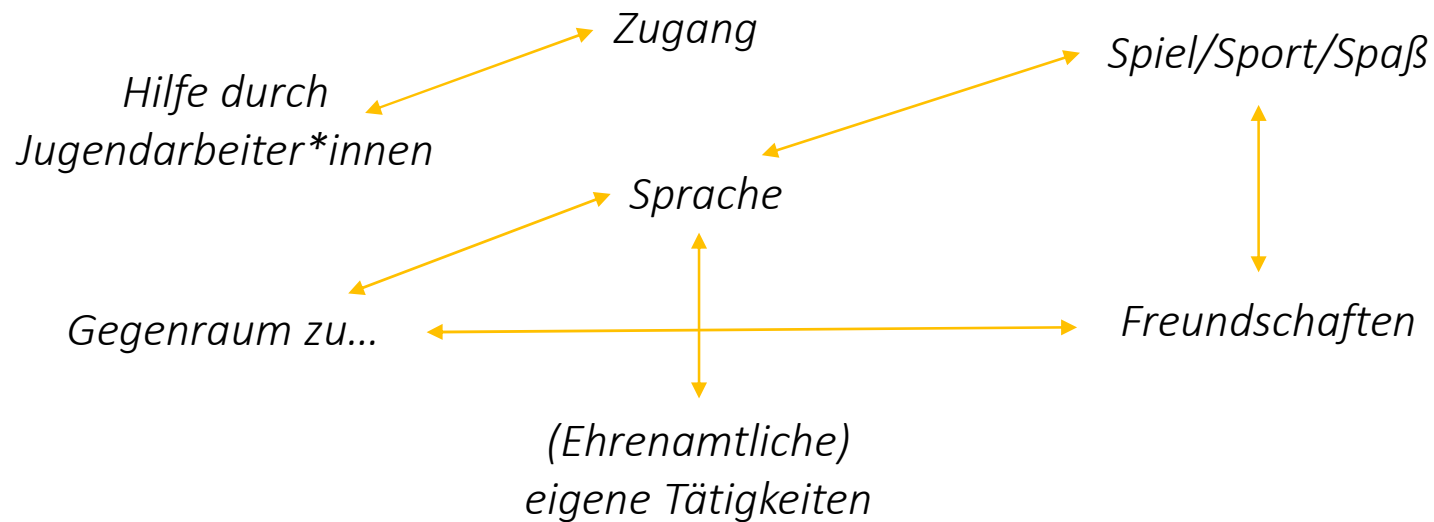 Zugang
Spiel/Sport/Spaß
Hilfe durch
Jugendarbeiter*innen
Sprache
Gegenraum zu…
Freundschaften
(Ehrenamtliche)
eigene Tätigkeiten